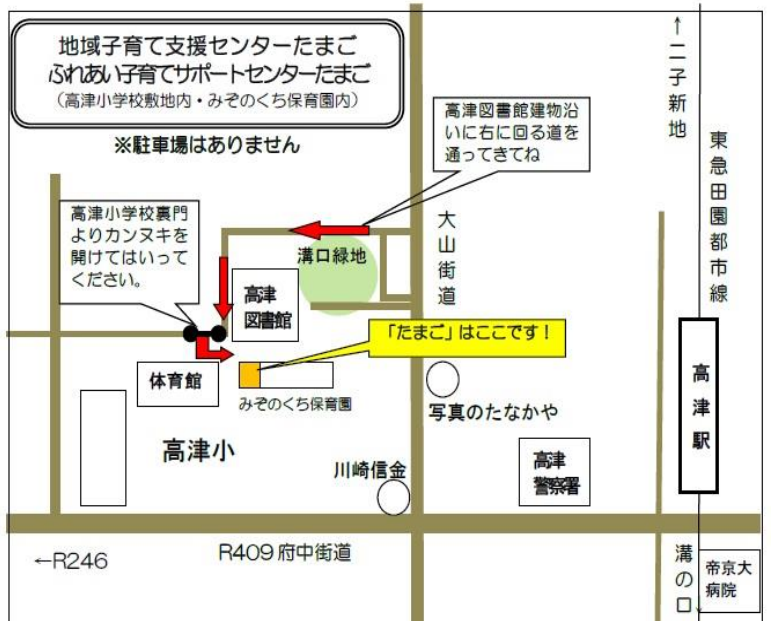 地域子育て支援センターたまご
ふれあい子育てサポートセンターたまご
（高津小学校敷地内・みぞのくち保育園内）
※駐車場はありません
高津図書館建物沿
いに右に回る道を
通ってきてね
↑二子新地
東急田園都市線
高津小学校裏門
よりカンヌキを
開けてはいって
ください。
大山街道
溝口緑地
高津
図書館
「たまご」はここです！
体育館
みぞのくち保育園
写真のたなかや
高津駅
高津小
川崎信金
高津
警察署
←R246
R409府中街道
溝の口
帝京大
病院